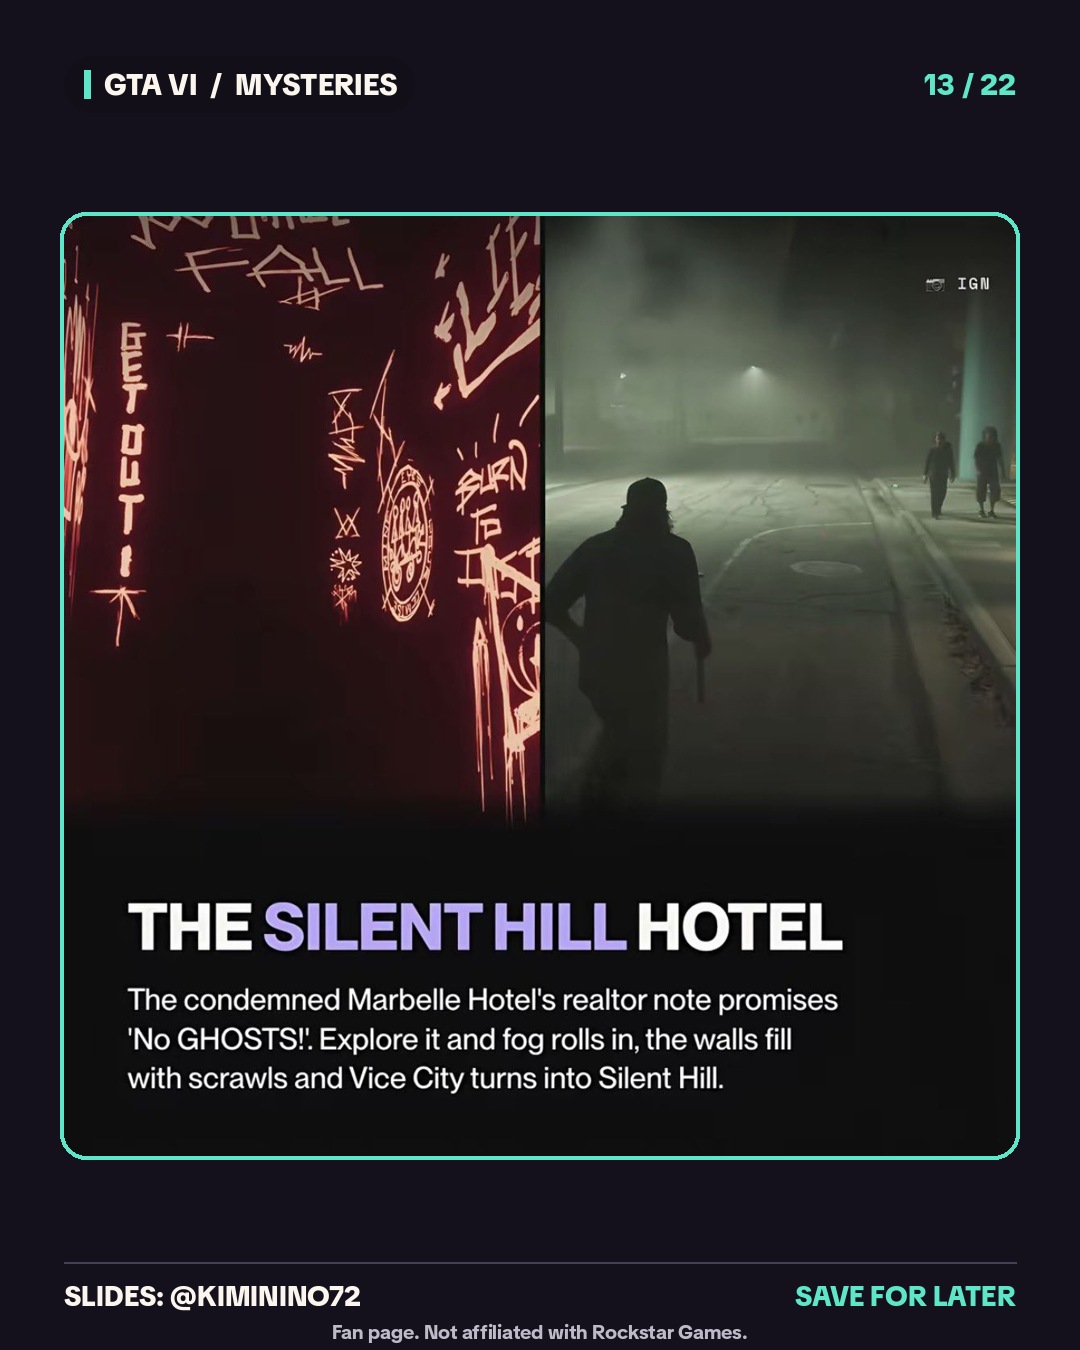 GTA VI / MYSTERIES
13 / 22
FALL
GET OUT!
BURN
TO
IGN
THE SILENT HILL HOTEL
The condemned Marbelle Hotel's realtor note promises
'No GHOSTS!'. Explore it and fog rolls in, the walls fill
with scrawls and Vice City turns into Silent Hill.
SLIDES: @KIMININO72
SAVE FOR LATER
Fan page. Not affiliated with Rockstar Games.